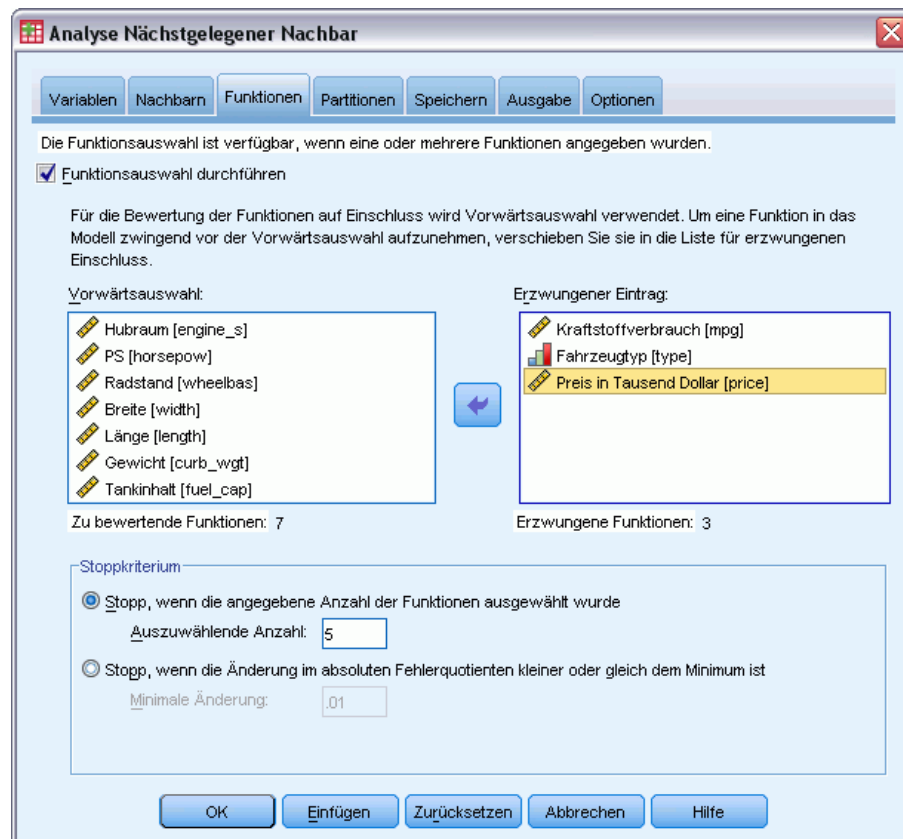 Analyse Nächstgelegener Nachbar
Variablen Nachbarn Funktionen Partitionen Speichern Ausgabe Optionen
Die Funktionsauswahl ist verfügbar, wenn eine oder mehrere Funktionen angegeben wurden.
Funktionsauswahl durchführen
Für die Bewertung der Funktionen auf Einschluss wird Vorwärtsauswahl verwendet. Um eine Funktion in das
Modell zwingend vor der Vorwärtsauswahl aufzunehmen, verschieben Sie sie in die Liste für erzwungenen
Einschluss.
Vorwärtsauswahl:
Hubraum [engine_s]
PS [horsepow]
Radstand [wheelbas]
Breite [width]
Länge [length]
Gewicht [curb_wgt]
Tankinhalt [fuel_cap]
Zu bewertende Funktionen: 7
Erzwungener Eintrag:
Kraftstoffverbrauch [mpg]
Fahrzeugtyp [type]
Preis in Tausend Dollar [price]
Erzwungene Funktionen: 3
Stoppkriterium
Stopp, wenn die angegebene Anzahl der Funktionen ausgewählt wurde
Auszuwählende Anzahl: 5
Stopp, wenn die Änderung im absoluten Fehlerquotienten kleiner oder gleich dem Minimum ist
Minimale Änderung: .01
OK Einfügen Zurücksetzen Abbrechen Hilfe